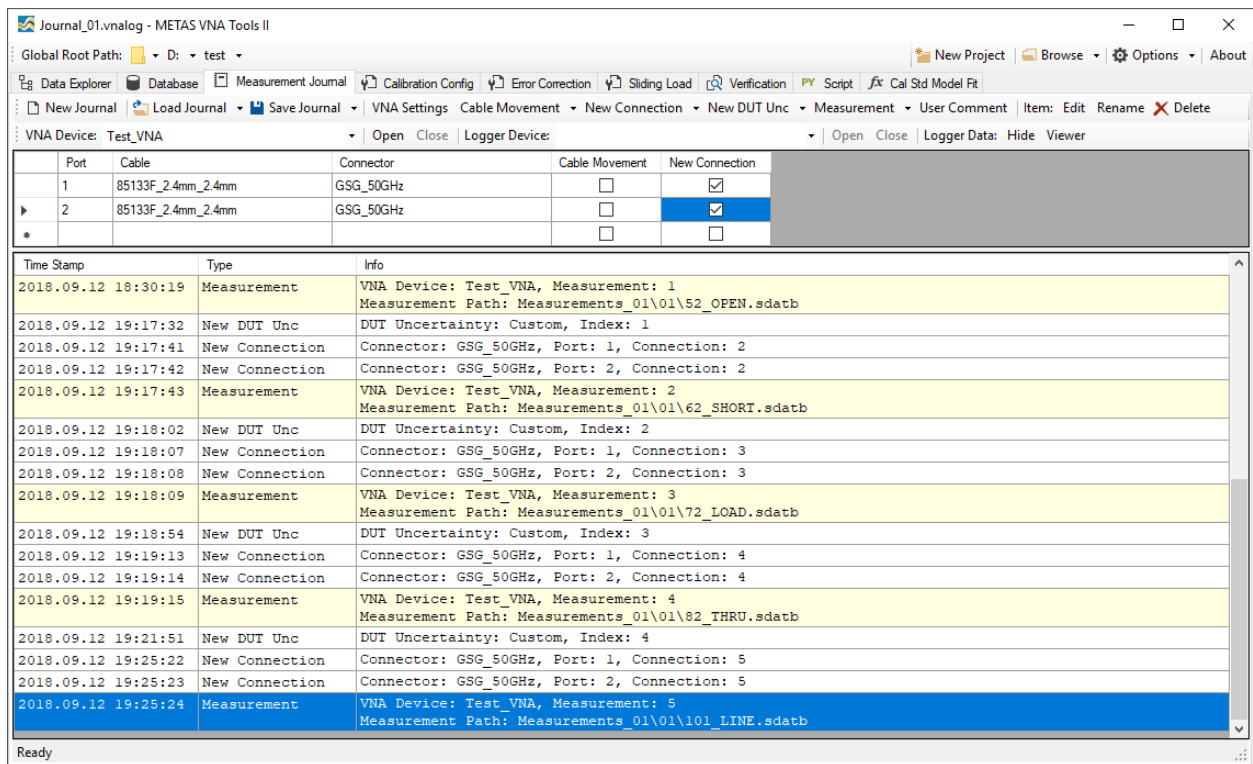 Journal_01.vnalog - METAS VNA Tools II
Global Root Path: D: test New Project Browse Options About
Data Explorer Database Measurement Journal Calibration Config Error Correction Sliding Load Verification PY Script fx Cal Std Model Fit
New Journal Load Journal Save Journal VNA Settings Cable Movement New Connection New DUT Unc Measurement User Comment Item: Edit Rename Delete
VNA Device: Test_VNA Open Close Logger Device: Open Close Logger Data: Hide Viewer
Port Cable Connector Cable Movement New Connection
1 85133F_2.4mm_2.4mm GSG_50GHz
2 85133F_2.4mm_2.4mm GSG_50GHz
Time Stamp Type Info
2018.09.12 18:30:19 Measurement VNA Device: Test_VNA, Measurement: 1
Measurement Path: Measurements_01\01\52_OPEN.sdatb
2018.09.12 19:17:32 New DUT Unc DUT Uncertainty: Custom, Index: 1
2018.09.12 19:17:41 New Connection Connector: GSG_50GHz, Port: 1, Connection: 2
2018.09.12 19:17:42 New Connection Connector: GSG_50GHz, Port: 2, Connection: 2
2018.09.12 19:17:43 Measurement VNA Device: Test_VNA, Measurement: 2
Measurement Path: Measurements_01\01\62_SHORT.sdatb
2018.09.12 19:18:02 New DUT Unc DUT Uncertainty: Custom, Index: 2
2018.09.12 19:18:07 New Connection Connector: GSG_50GHz, Port: 1, Connection: 3
2018.09.12 19:18:08 New Connection Connector: GSG_50GHz, Port: 2, Connection: 3
2018.09.12 19:18:09 Measurement VNA Device: Test_VNA, Measurement: 3
Measurement Path: Measurements_01\01\72_LOAD.sdatb
2018.09.12 19:18:54 New DUT Unc DUT Uncertainty: Custom, Index: 3
2018.09.12 19:19:13 New Connection Connector: GSG_50GHz, Port: 1, Connection: 4
2018.09.12 19:19:14 New Connection Connector: GSG_50GHz, Port: 2, Connection: 4
2018.09.12 19:19:15 Measurement VNA Device: Test_VNA, Measurement: 4
Measurement Path: Measurements_01\01\82_THRU.sdatb
2018.09.12 19:21:51 New DUT Unc DUT Uncertainty: Custom, Index: 4
2018.09.12 19:25:22 New Connection Connector: GSG_50GHz, Port: 1, Connection: 5
2018.09.12 19:25:23 New Connection Connector: GSG_50GHz, Port: 2, Connection: 5
2018.09.12 19:25:24 Measurement VNA Device: Test_VNA, Measurement: 5
Measurement Path: Measurements_01\01\101_LINE.sdatb
Ready